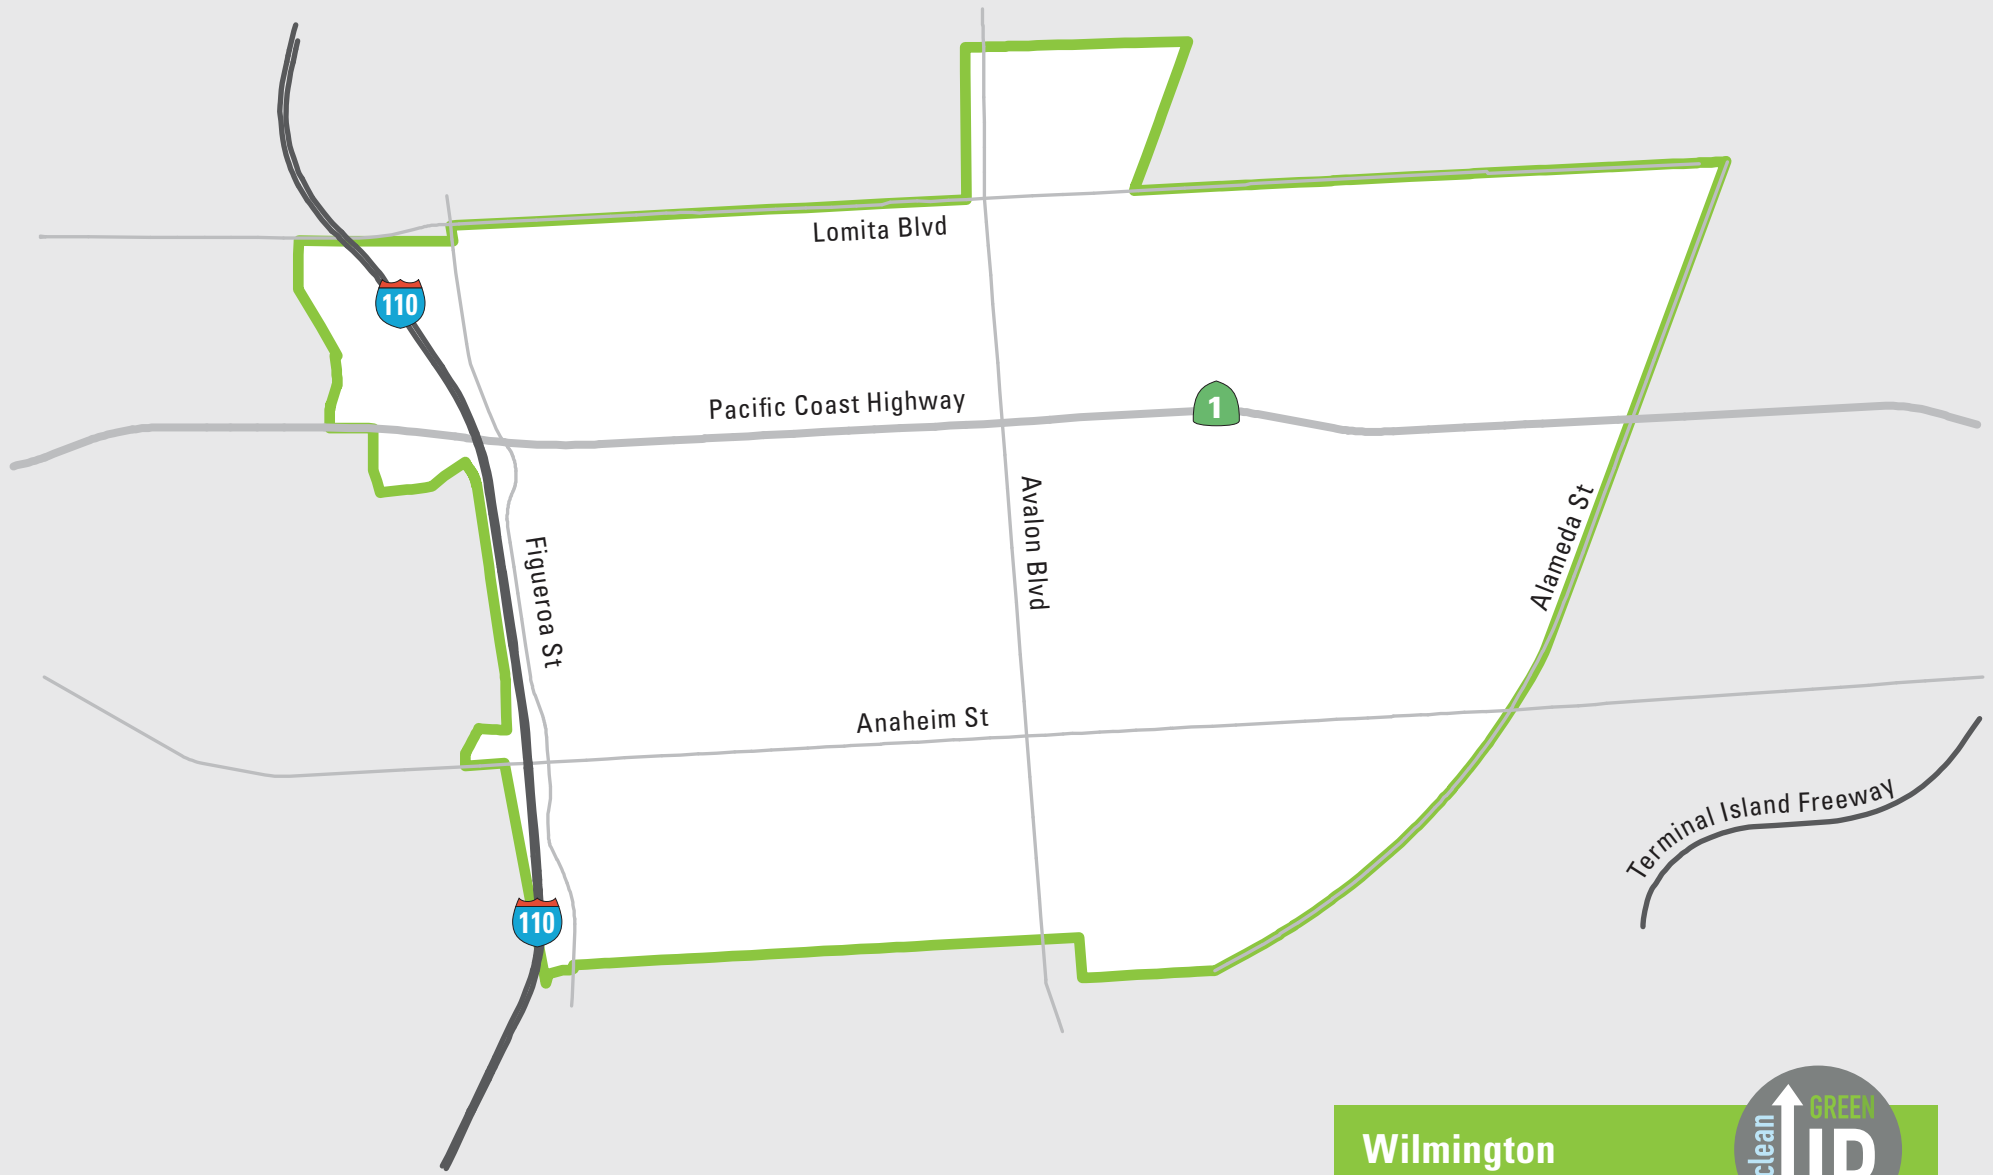 Lomita Blvd
110
Pacific Coast Highway
1
Avalon Blvd
Figueroa St
Alameda St
Anaheim St
Terminal Island Freeway
110
Wilmington
clean
GREEN
UP